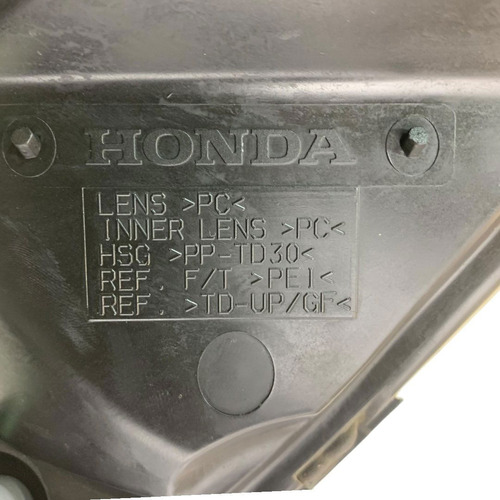 HONDA
LENS >PC<
INNER LENS >PC<
HSG >PP-TD30<
REF. F/T >PEI<
REF. >TD-UP/GF<